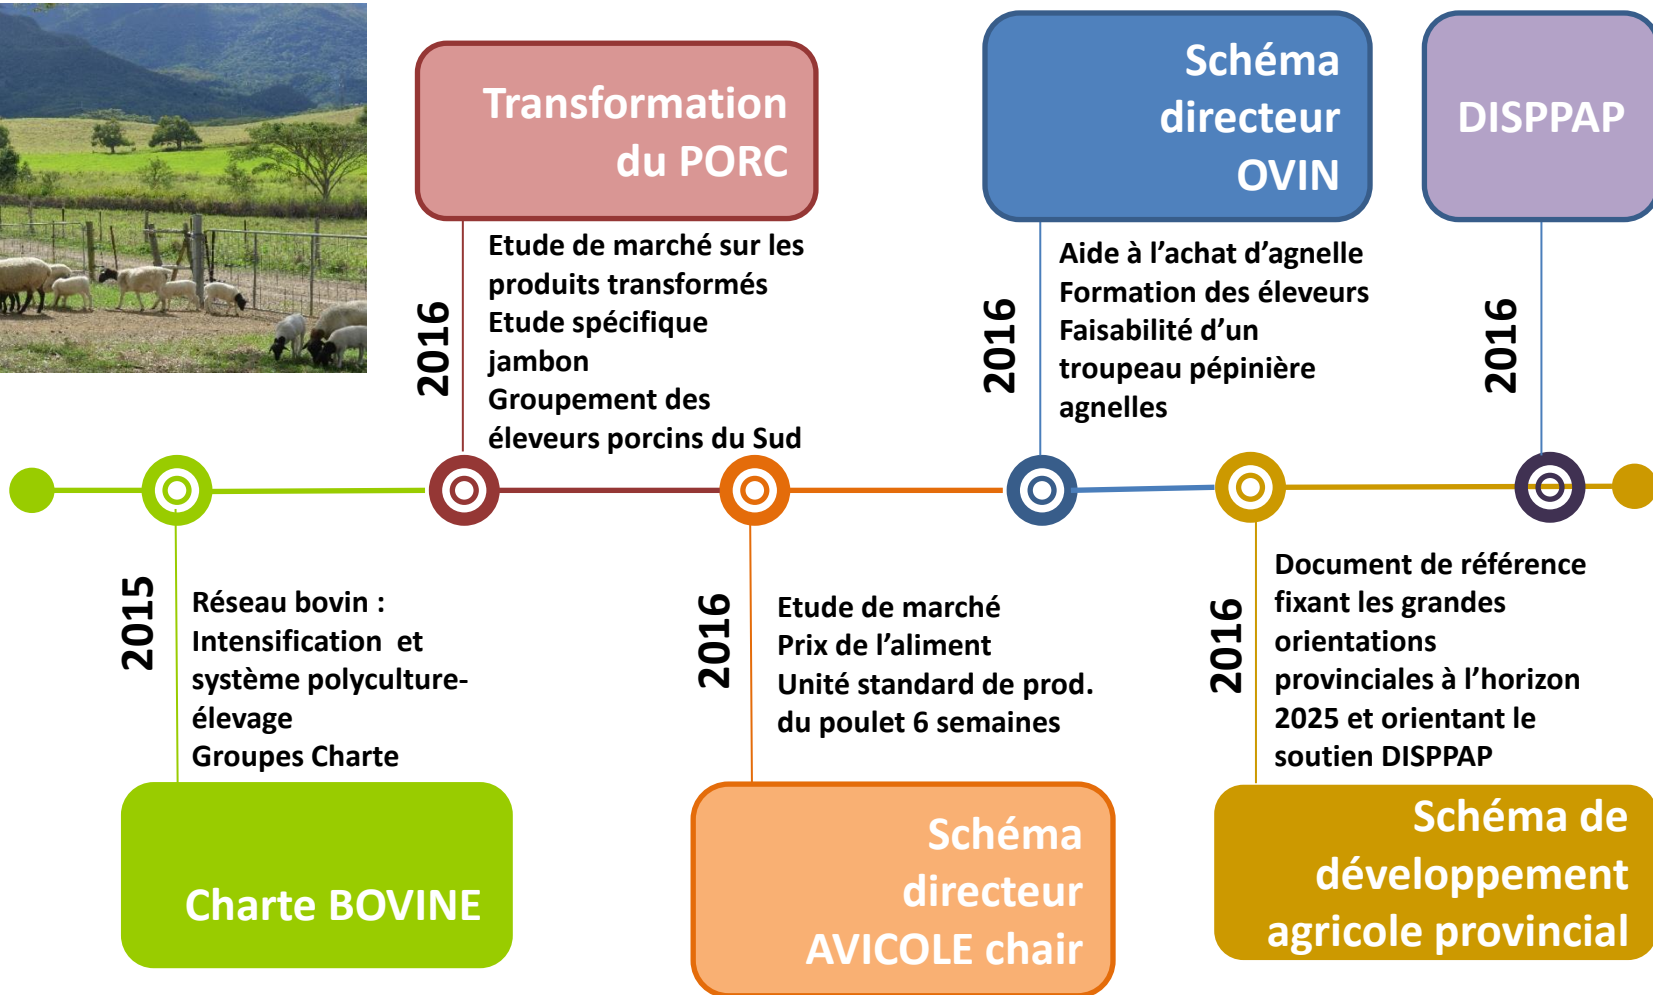 Transformation
du PORC
2016
Etude de marché sur les
produits transformés
Etude spécifique
jambon
Groupement des
éleveurs porcins du Sud
Schéma
directeur
OVIN
2016
Aide à l’achat d’agnelle
Formation des éleveurs
Faisabilité d’un
troupeau pépinière
agnelles
DISPPAP
2016
2015
Réseau bovin :
Intensification et
système polyculture-
élevage
Groupes Charte
Charte BOVINE
2016
Etude de marché
Prix de l’aliment
Unité standard de prod.
du poulet 6 semaines
Schéma
directeur
AVICOLE chair
2016
Document de référence
fixant les grandes
orientations
provinciales à l’horizon
2025 et orientant le
soutien DISPPAP
Schéma de
développement
agricole provincial